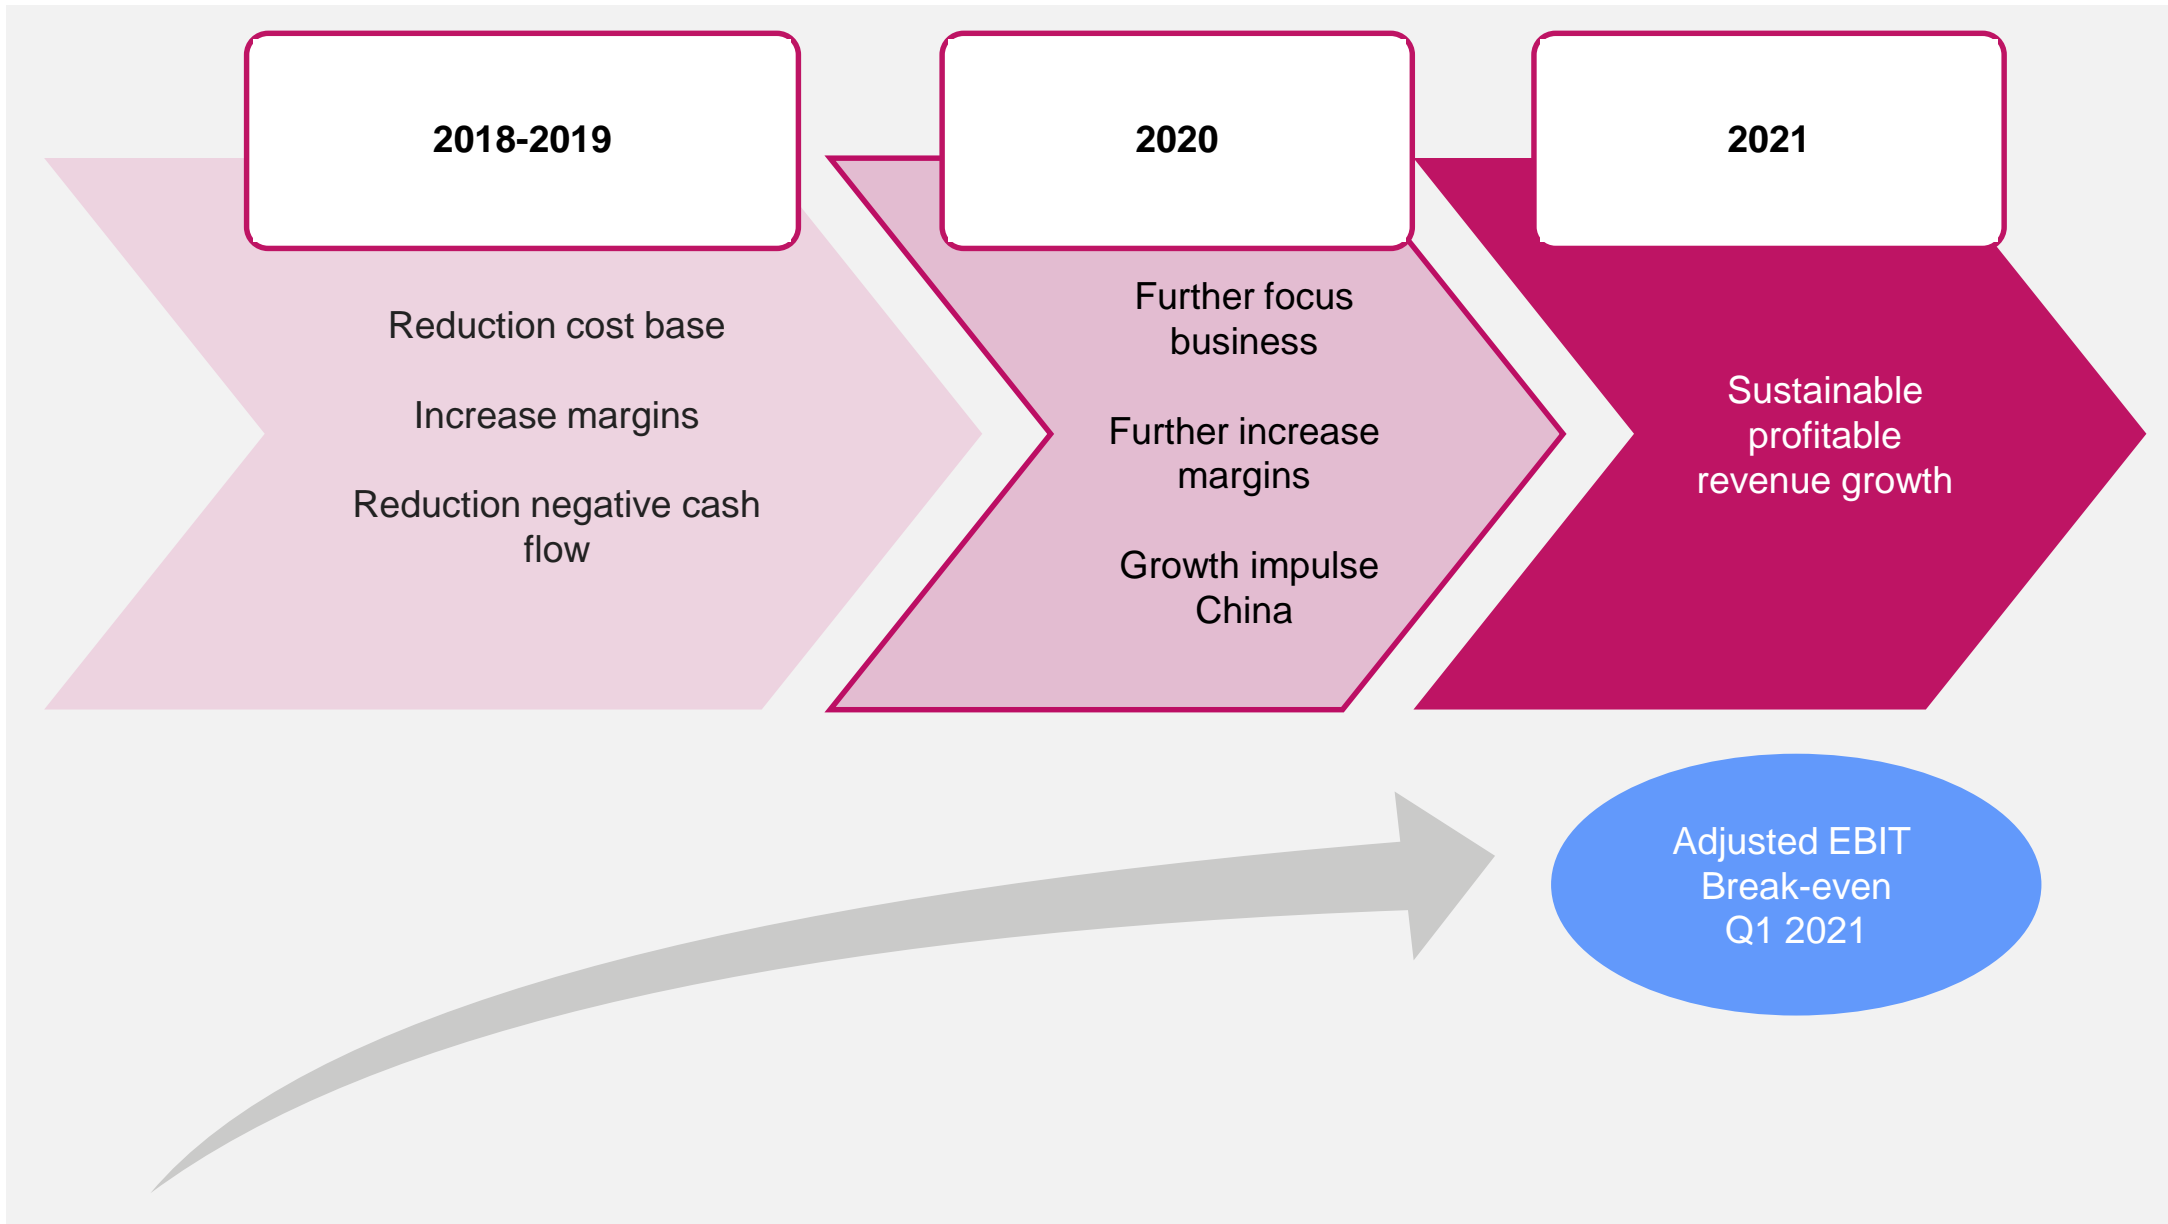 2018-2019
Reduction cost base
Increase margins
Reduction negative cash
flow
2020
Further focus
business
Further increase
margins
Growth impulse
China
2021
Sustainable
profitable
revenue growth
Adjusted EBIT
Break-even
Q1 2021